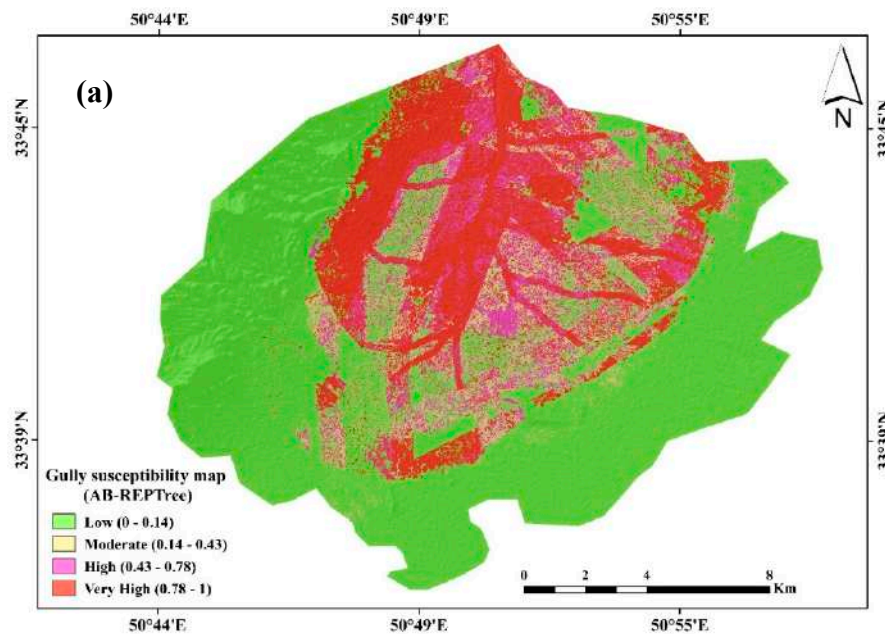 50°44'E 50°49'E 50°55'E
(a)
N
33°45'N 33°45'N
33°39'N 33°39'N
Gully susceptibility map
(AB-REPTree)
Low (0 - 0.14)
Moderate (0.14 - 0.43)
High (0.43 - 0.78)
Very High (0.78 - 1)
0 2 4 8
Km
50°44'E 50°49'E 50°55'E